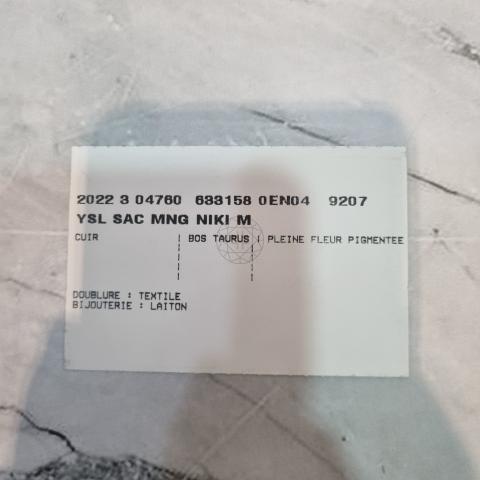 2022 3 04760 633158 0EN04 9207
YSL SAC MNG NIKI M
CUIR | BOS TAURUS | PLEINE FLEUR PIGMENTEE
DOUBLURE : TEXTILE
BIJOUTERIE : LAITON